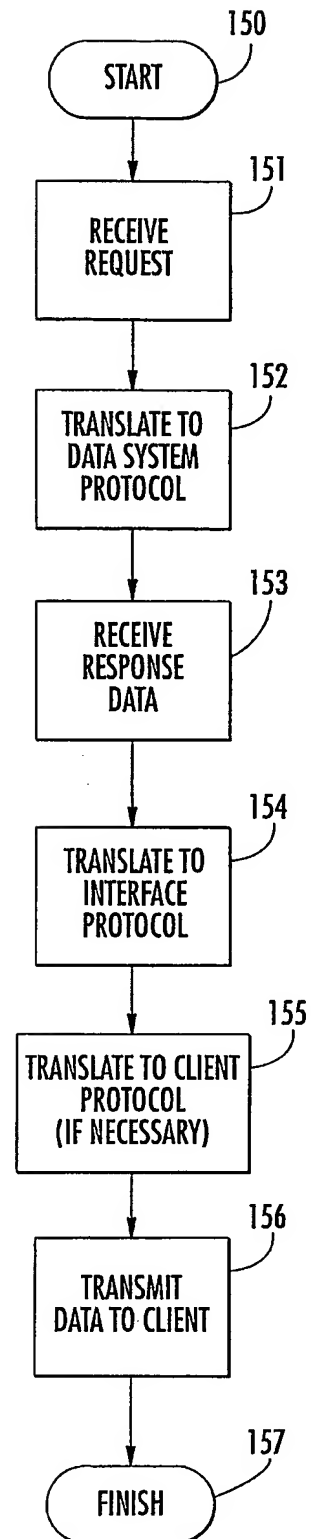 150
START
151
RECEIVE
REQUEST
152
TRANSLATE TO
DATA SYSTEM
PROTOCOL
153
RECEIVE
RESPONSE
DATA
154
TRANSLATE TO
INTERFACE
PROTOCOL
155
TRANSLATE TO CLIENT
PROTOCOL
(IF NECESSARY)
156
TRANSMIT
DATA TO CLIENT
157
FINISH